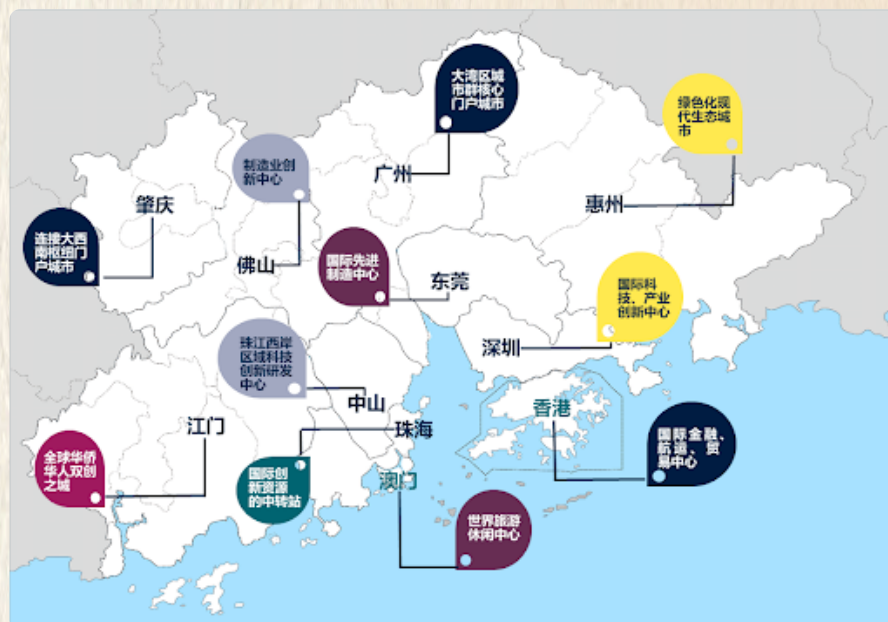 大湾区城
市群核心
门户城市
绿色化现
代生态城
市
制造业创
新中心
广州
肇庆
惠州
连接大西
南枢纽门
户城市
佛山
国际先进
制造中心
东莞
国际科
技、产业
创新中心
珠江西岸
区域科技
创新研发
中心
深圳
中山
香港
江门
珠海
全球华侨
华人双创
之城
国际创
新资源
的中转站
澳门
国际金融、
航运、贸
易中心
世界旅游
休闲中心